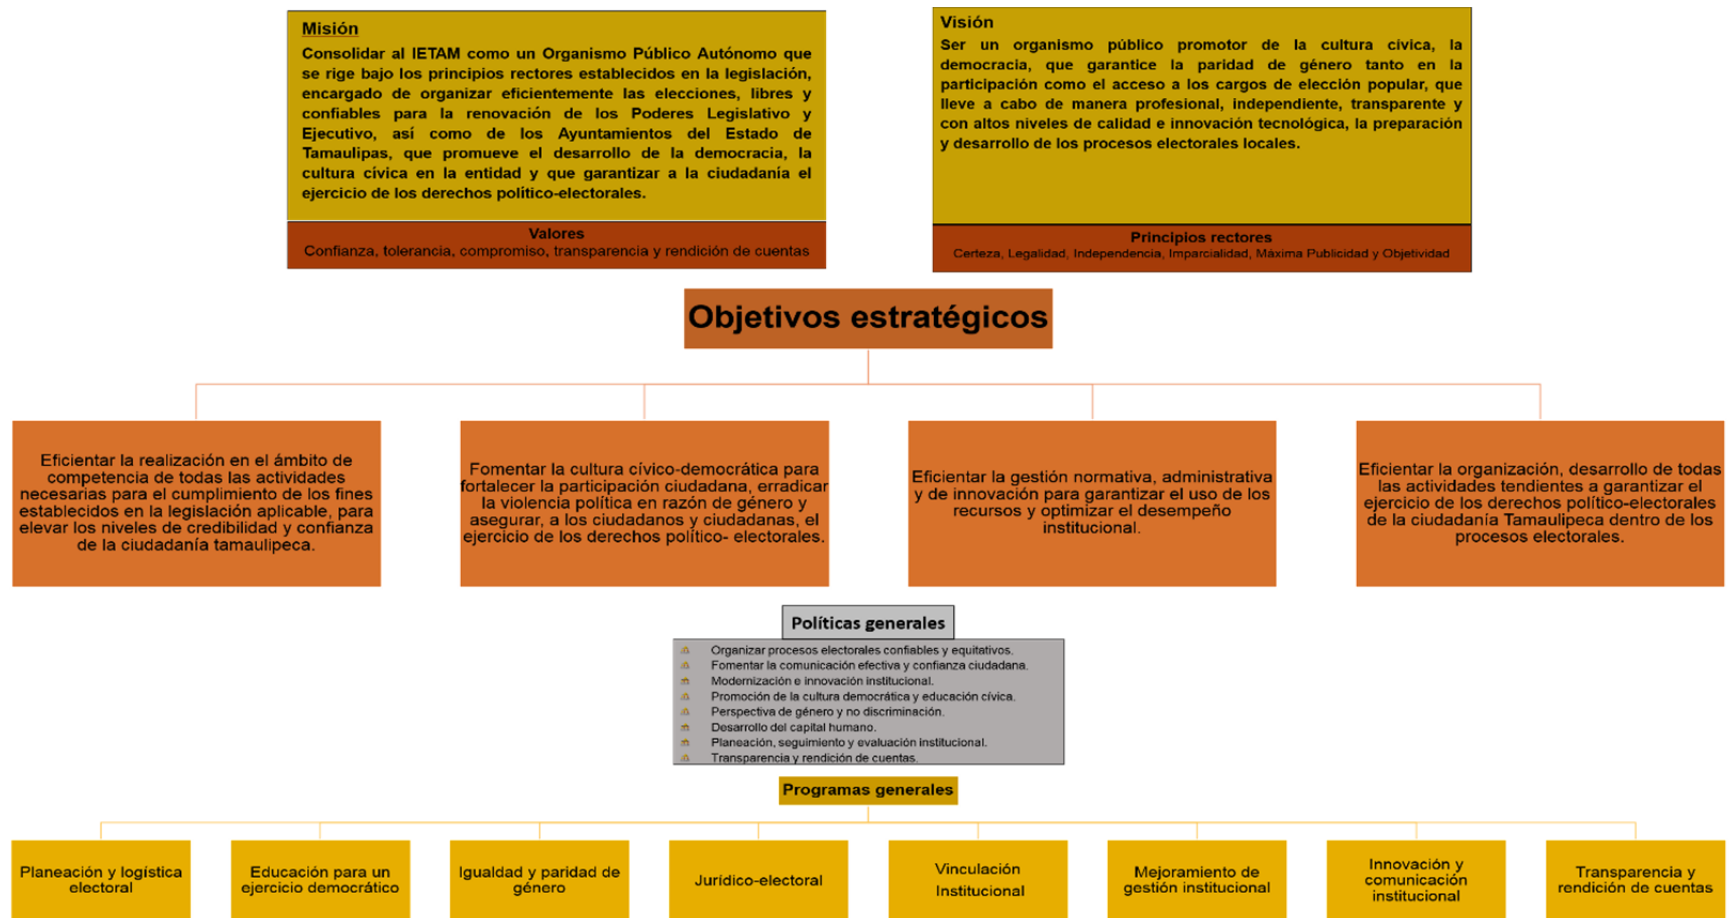 Misión
Consolidar al IETAM como un Organismo Público Autónomo que
se rige bajo los principios rectores establecidos en la legislación,
encargado de organizar eficientemente las elecciones, libres y
confiables para la renovación de los Poderes Legislativo y
Ejecutivo, así como de los Ayuntamientos del Estado de
Tamaulipas, que promueve el desarrollo de la democracia, la
cultura cívica en la entidad y que garantizar a la ciudadanía el
ejercicio de los derechos político-electorales.
Valores
Confianza, tolerancia, compromiso, transparencia y rendición de cuentas
Visión
Ser un organismo público promotor de la cultura cívica, la
democracia, que garantice la paridad de género tanto en la
participación como el acceso a los cargos de elección popular, que
lleve a cabo de manera profesional, independiente, transparente y
con altos niveles de calidad e innovación tecnológica, la preparación
y desarrollo de los procesos electorales locales.
Principios rectores
Certeza, Legalidad, Independencia, Imparcialidad, Máxima Publicidad y Objetividad
Objetivos estratégicos
Eficientar la realización en el ámbito de
competencia de todas las actividades
necesarias para el cumplimiento de los fines
establecidos en la legislación aplicable, para
elevar los niveles de credibilidad y confianza
de la ciudadanía tamaulipeca.
Fomentar la cultura cívico-democrática para
fortalecer la participación ciudadana, erradicar
la violencia política en razón de género y
asegurar, a los ciudadanos y ciudadanas, el
ejercicio de los derechos político- electorales.
Eficientar la gestión normativa, administrativa
y de innovación para garantizar el uso de los
recursos y optimizar el desempeño
institucional.
Eficientar la organización, desarrollo de todas
las actividades tendientes a garantizar el
ejercicio de los derechos político-electorales
de la ciudadanía Tamaulipeca dentro de los
procesos electorales.
Políticas generales
Organizar procesos electorales confiables y equitativos.
Fomentar la comunicación efectiva y confianza ciudadana.
Modernización e innovación institucional.
Promoción de la cultura democrática y educación cívica.
Perspectiva de género y no discriminación.
Desarrollo del capital humano.
Planeación, seguimiento y evaluación institucional.
Transparencia y rendición de cuentas.
Programas generales
Planeación y logística
electoral
Educación para un
ejercicio democrático
Igualdad y paridad de
género
Jurídico-electoral
Vinculación
Institucional
Mejoramiento de
gestión institucional
Innovación y
comunicación
institucional
Transparencia y
rendición de cuentas